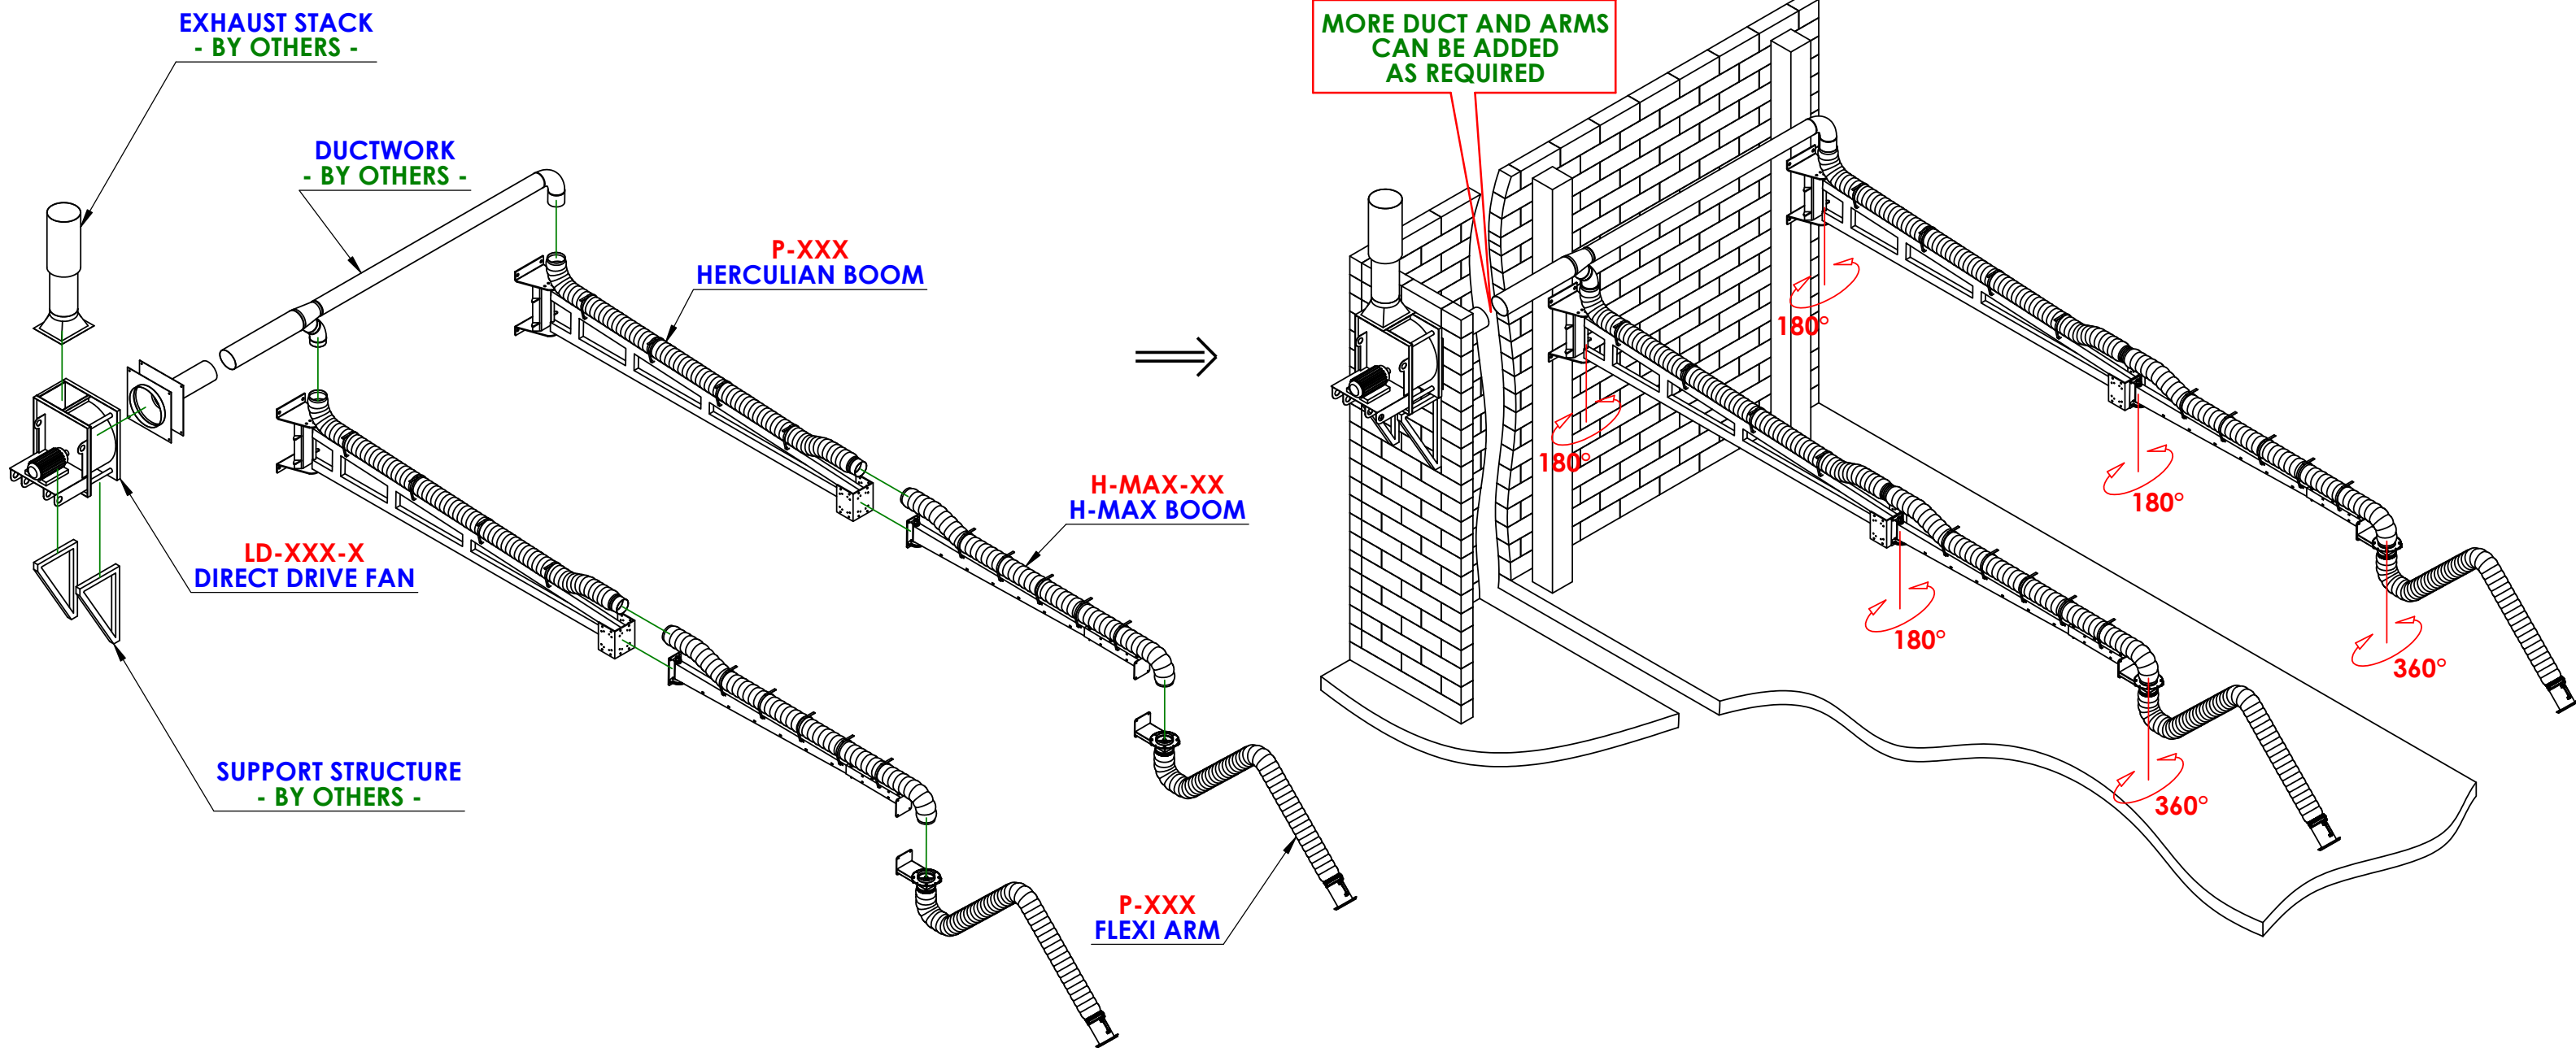 EXHAUST STACK
- BY OTHERS -
DUCTWORK
- BY OTHERS -
P-XXX
HERCULIAN BOOM
H-MAX-XX
H-MAX BOOM
LD-XXX-X
DIRECT DRIVE FAN
SUPPORT STRUCTURE
- BY OTHERS -
P-XXX
FLEXI ARM
MORE DUCT AND ARMS
CAN BE ADDED
AS REQUIRED
180°
180°
180°
180°
360°
360°